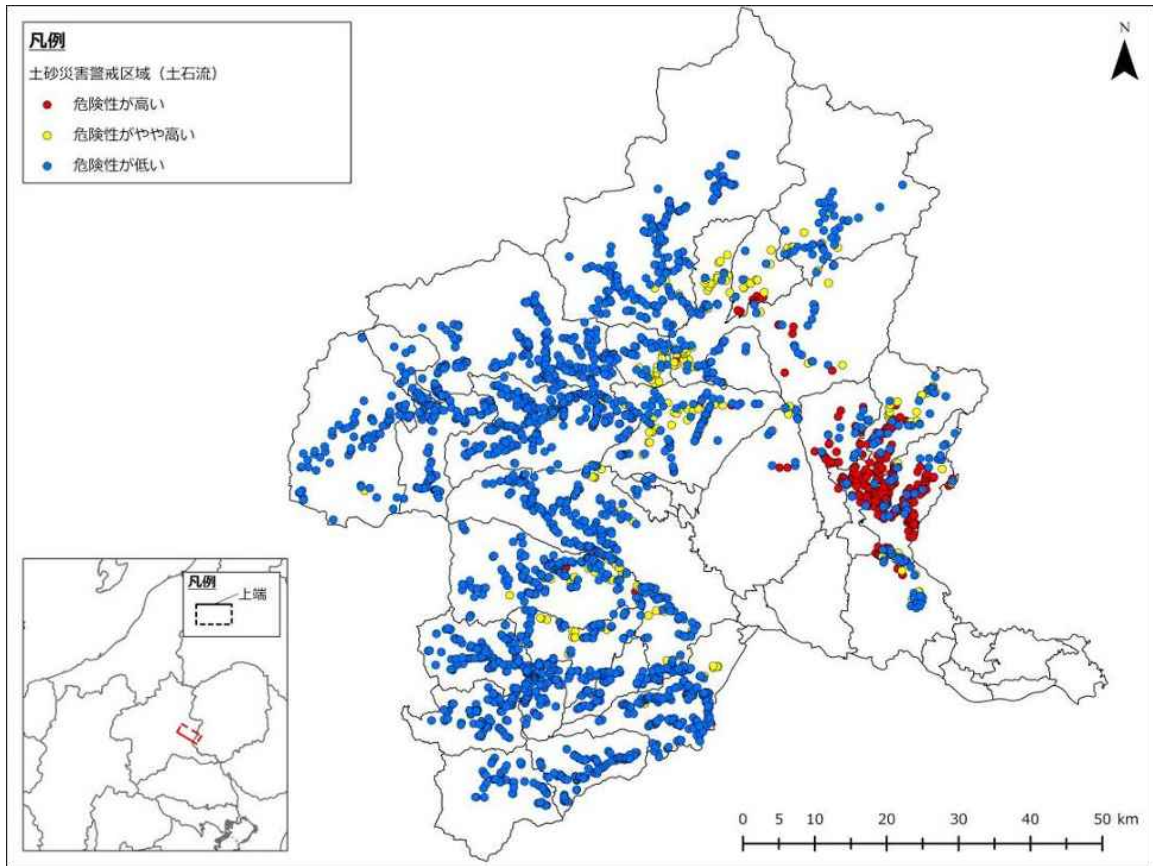 凡例
土砂災害警戒区域（土石流）
危険性が高い
危険性がやや高い
危険性が低い
N
凡例
上端
0 5 10 20 30 40 50 km